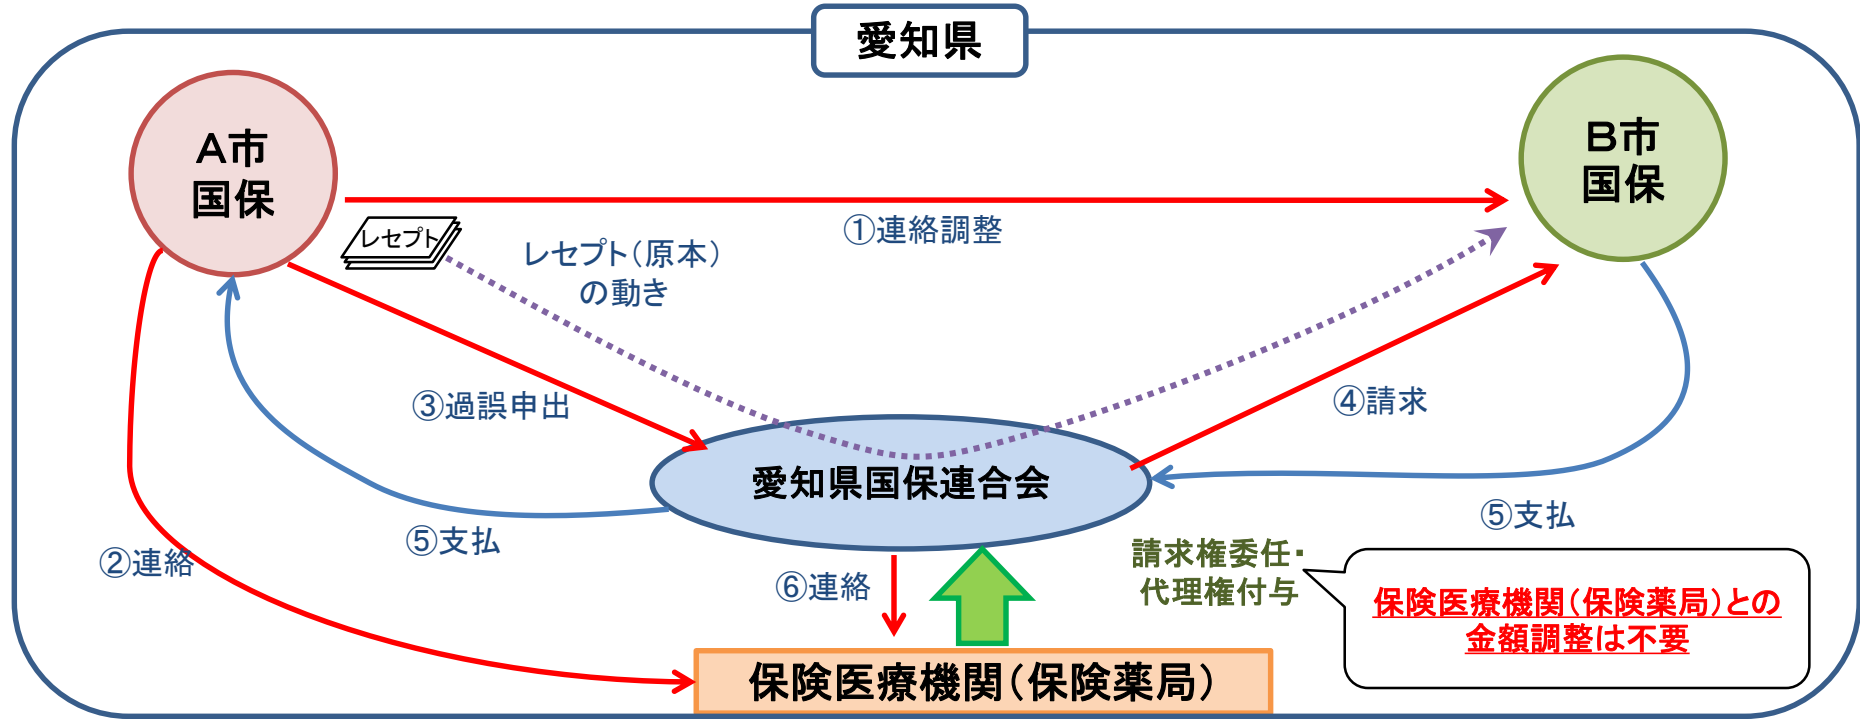 愛知県
A市
国保
B市
国保
①連絡調整
レセプト
レセプト（原本）
の動き
③過誤申出
④請求
愛知県国保連合会
⑤支払
⑤支払
②連絡
⑥連絡
請求権委任・
代理権付与
保険医療機関（保険薬局）との
金額調整は不要
保険医療機関（保険薬局）